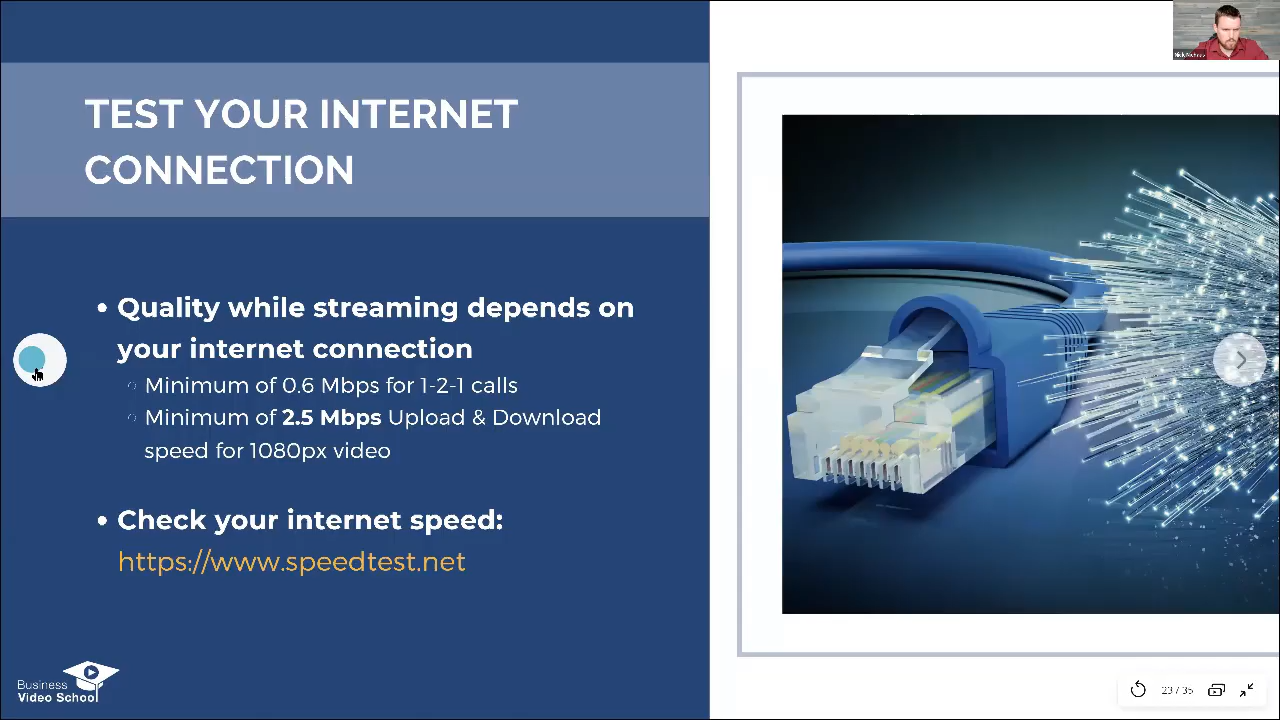 TEST YOUR INTERNET
CONNECTION
Quality while streaming depends on
your internet connection
Minimum of 0.6 Mbps for 1-2-1 calls
Minimum of 2.5 Mbps Upload & Download
speed for 1080px video
Check your internet speed:
https://www.speedtest.net
Business
Video School
23 / 35